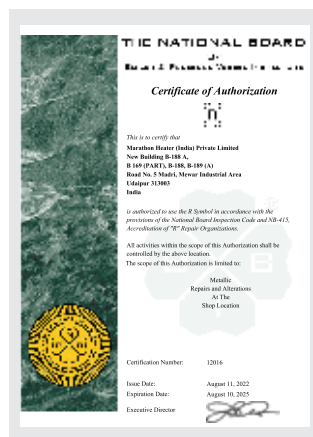 THE NATIONAL BOARD
OF
Certificate of Authorization
This is to certify that
Marathon Heater (India) Private Limited
New Building B-188 A,
B 169 (PART), B-188, B-189 (A)
Road No. 5 Madri, Mewar Industrial Area
Udaipur 313003
India
is authorized to use the R Symbol in accordance with the
provisions of the National Board Inspection Code and NB-415,
Accreditation of "R" Repair Organizations.
All activities within the scope of this Authorization shall be
controlled by the above location.
The scope of this Authorization is limited to:
Metallic
Repairs and Alterations
At The
Shop Location
Certification Number: 12016
Issue Date: August 11, 2022
Expiration Date: August 10, 2025
Executive Director